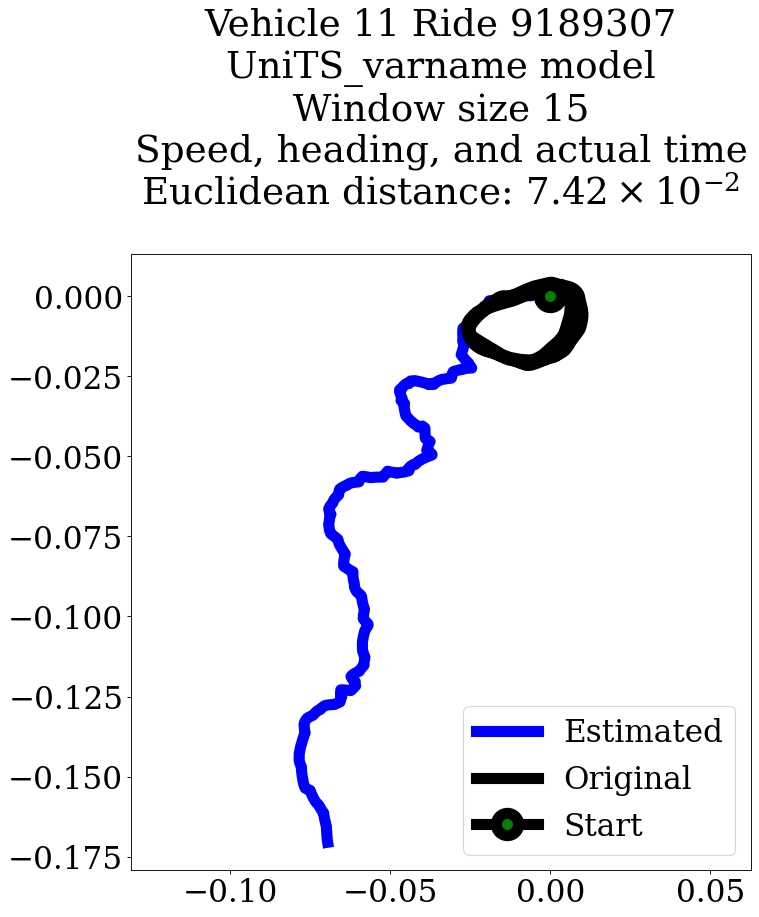 Vehicle 11 Ride 9189307
UniTS_varname model
Window size 15
Speed, heading, and actual time
Euclidean distance: 7.42 × 10⁻²
0.000
−0.025
−0.050
−0.075
−0.100
−0.125
−0.150
−0.175
Estimated
Original
Start
−0.10
−0.05
0.00
0.05